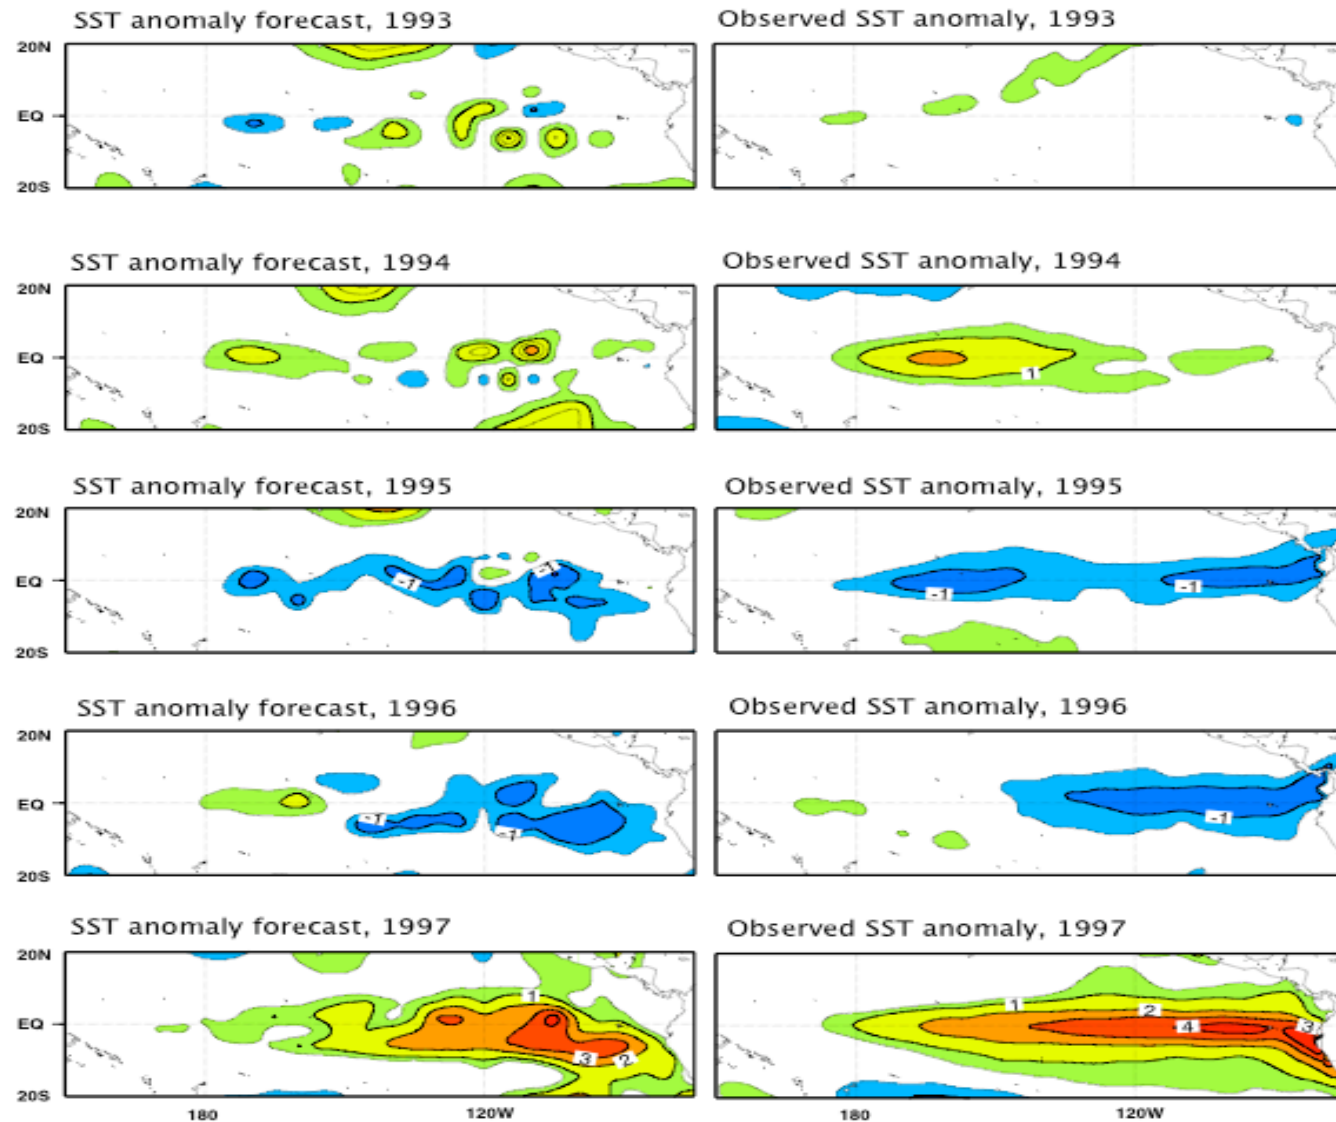 SST anomaly forecast, 1993
Observed SST anomaly, 1993
20N
EQ
20S
SST anomaly forecast, 1994
Observed SST anomaly, 1994
20N
EQ
1
20S
SST anomaly forecast, 1995
Observed SST anomaly, 1995
20N
EQ
-1
-1
-1
-1
20S
SST anomaly forecast, 1996
Observed SST anomaly, 1996
20N
EQ
-1
-1
-1
20S
SST anomaly forecast, 1997
Observed SST anomaly, 1997
20N
1
1
2
EQ
4
3
3
2
20S
180
120W
180
120W